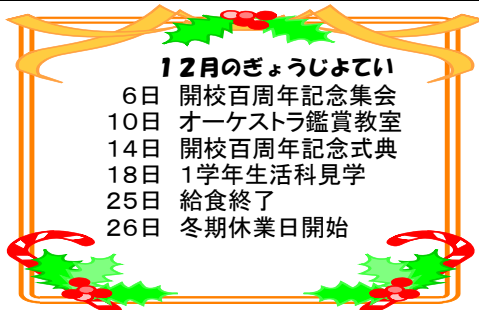 12月のぎょうじよてい
6日 開校百周年記念集会
10日 オーケストラ鑑賞教室
14日 開校百周年記念式典
18日 1学年生活科見学
25日 給食終了
26日 冬期休業日開始